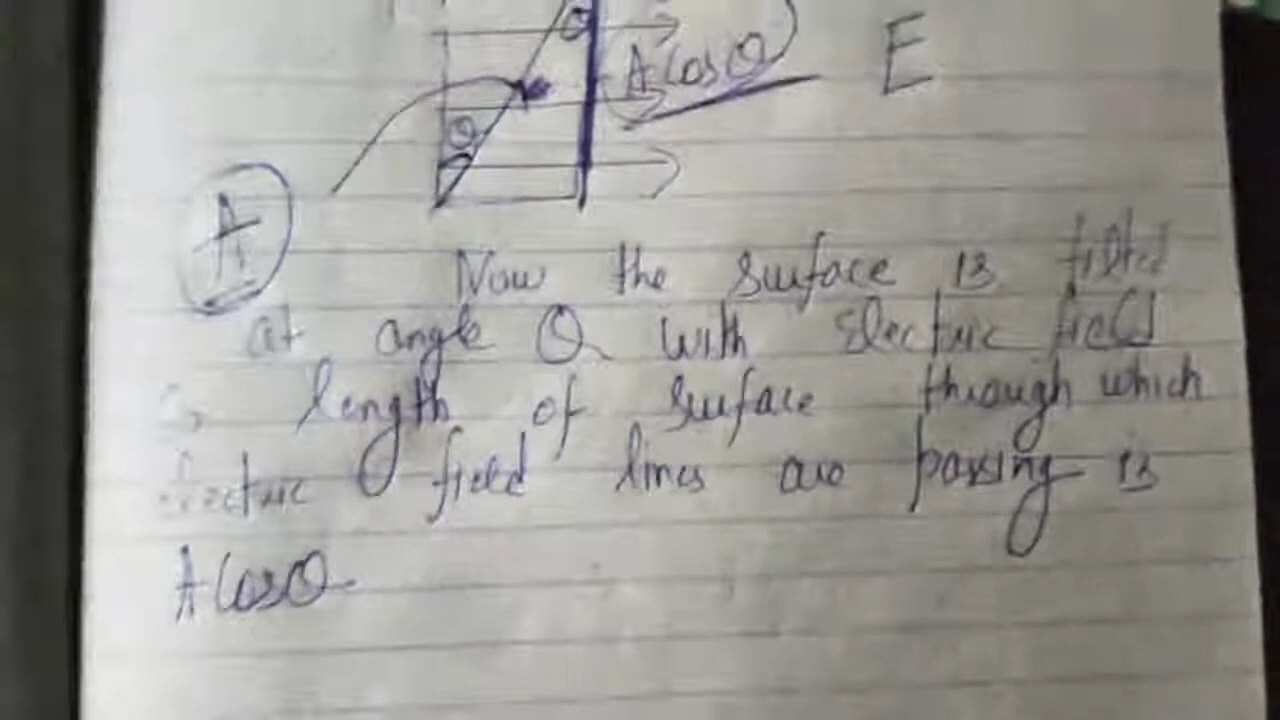 θ
A Cosθ
E
θ
A
Now the surface is tilted
at angle θ with Electric field
length of surface through which
electric field lines are passing is
A Cosθ